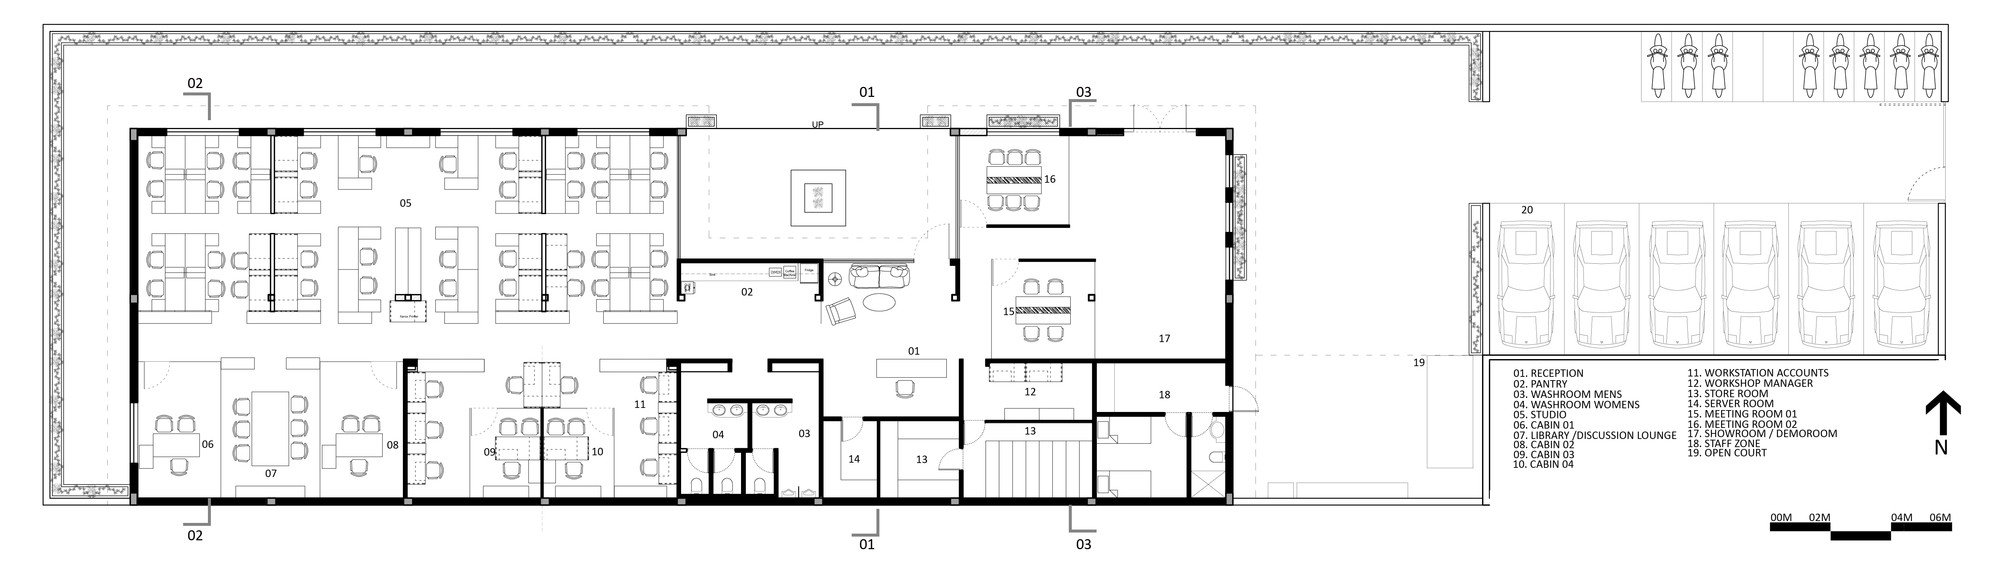 02
01
03
UP
05
16
20
02
OVEN
Coffee
Machine
Fridge
15
17
01
19
12
18
11
06
07
08
09
10
04
03
14
13
13
02
01
03
01. RECEPTION
02. PANTRY
03. WASHROOM MENS
04. WASHROOM WOMENS
05. STUDIO
06. CABIN 01
07. LIBRARY /DISCUSSION LOUNGE
08. CABIN 02
09. CABIN 03
10. CABIN 04
11. WORKSTATION ACCOUNTS
12. WORKSHOP MANAGER
13. STORE ROOM
14. SERVER ROOM
15. MEETING ROOM 01
16. MEETING ROOM 02
17. SHOWROOM / DEMOROOM
18. STAFF ZONE
19. OPEN COURT
N
00M 02M 04M 06M